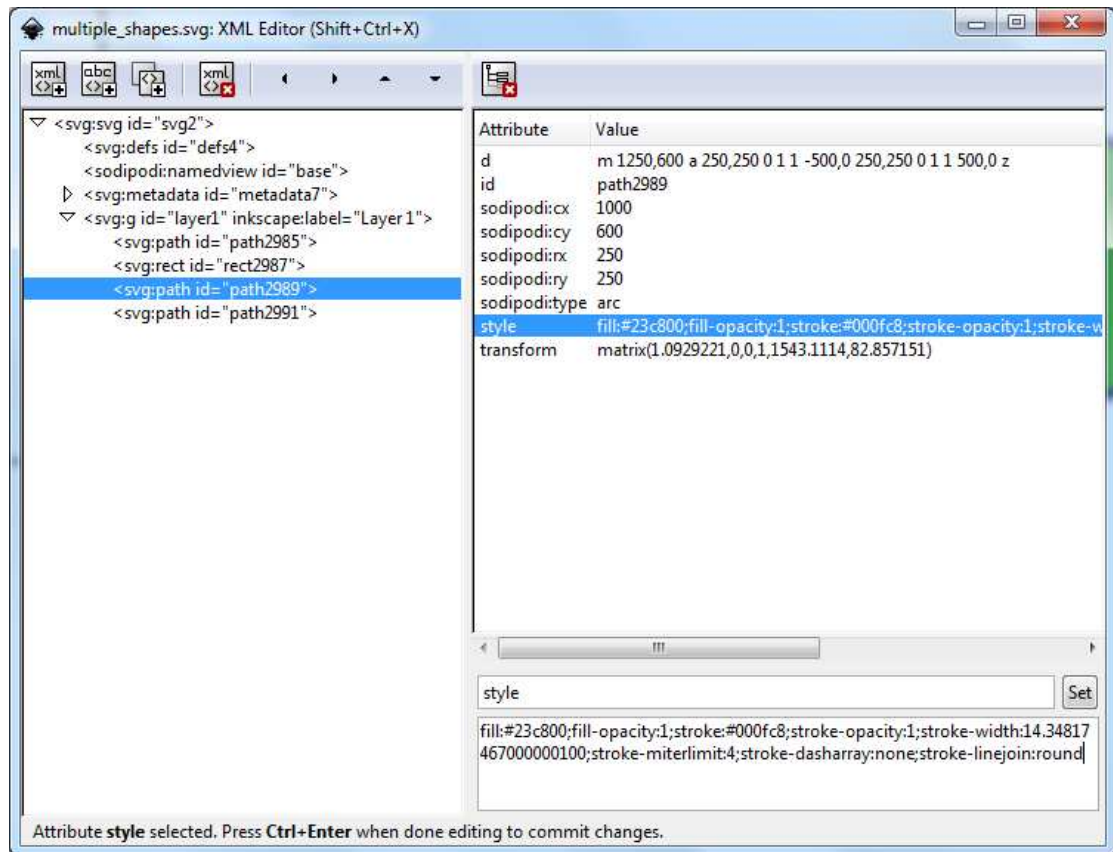 multiple_shapes.svg: XML Editor (Shift+Ctrl+X)
xml
abc
xml
<svg:svg id="svg2">
<svg:defs id="defs4">
<sodipodi:namedview id="base">
<svg:metadata id="metadata7">
<svg:g id="layer1" inkscape:label="Layer 1">
<svg:path id="path2985">
<svg:rect id="rect2987">
<svg:path id="path2989">
<svg:path id="path2991">
Attribute Value
d m 1250,600 a 250,250 0 1 1 -500,0 250,250 0 1 1 500,0 z
id path2989
sodipodi:cx 1000
sodipodi:cy 600
sodipodi:rx 250
sodipodi:ry 250
sodipodi:type arc
style fill:#23c800;fill-opacity:1;stroke:#000fc8;stroke-opacity:1;stroke-w
transform matrix(1.0929221,0,0,1,1543.1114,82.857151)
style Set
fill:#23c800;fill-opacity:1;stroke:#000fc8;stroke-opacity:1;stroke-width:14.34817
467000000100;stroke-miterlimit:4;stroke-dasharray:none;stroke-linejoin:round
Attribute style selected. Press Ctrl+Enter when done editing to commit changes.